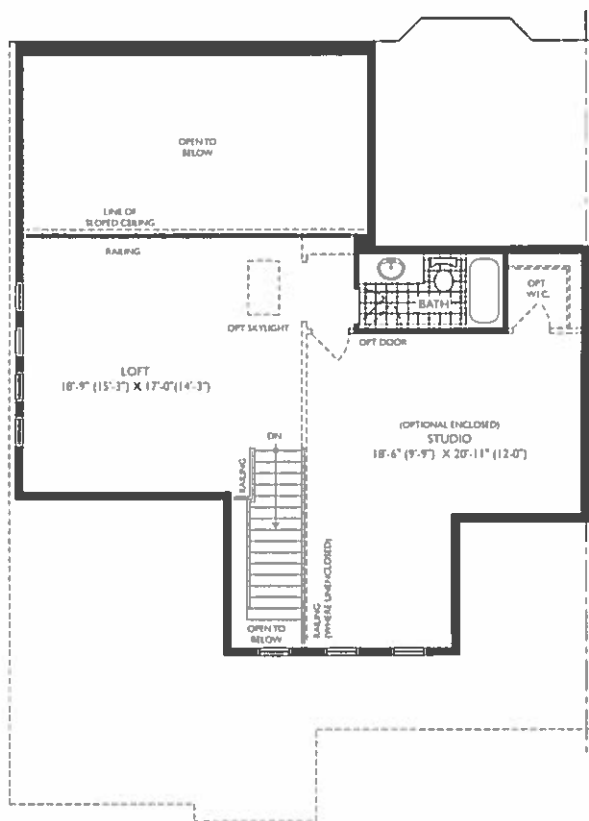 OPEN TO
BELOW
LINE OF
SLOPED CEILING
RAILING
OPT SKYLIGHT
BATH
OPT
W.I.C.
OPT DOOR
LOFT
18'-9" (15'-3") X 17'-0" (14'-3")
(OPTIONAL ENCLOSED)
STUDIO
18'-6" (9'-9") X 20'-11" (12'-0")
DN
RAILING
RAILING
(WHERE UNENCLOSED)
OPEN TO
BELOW